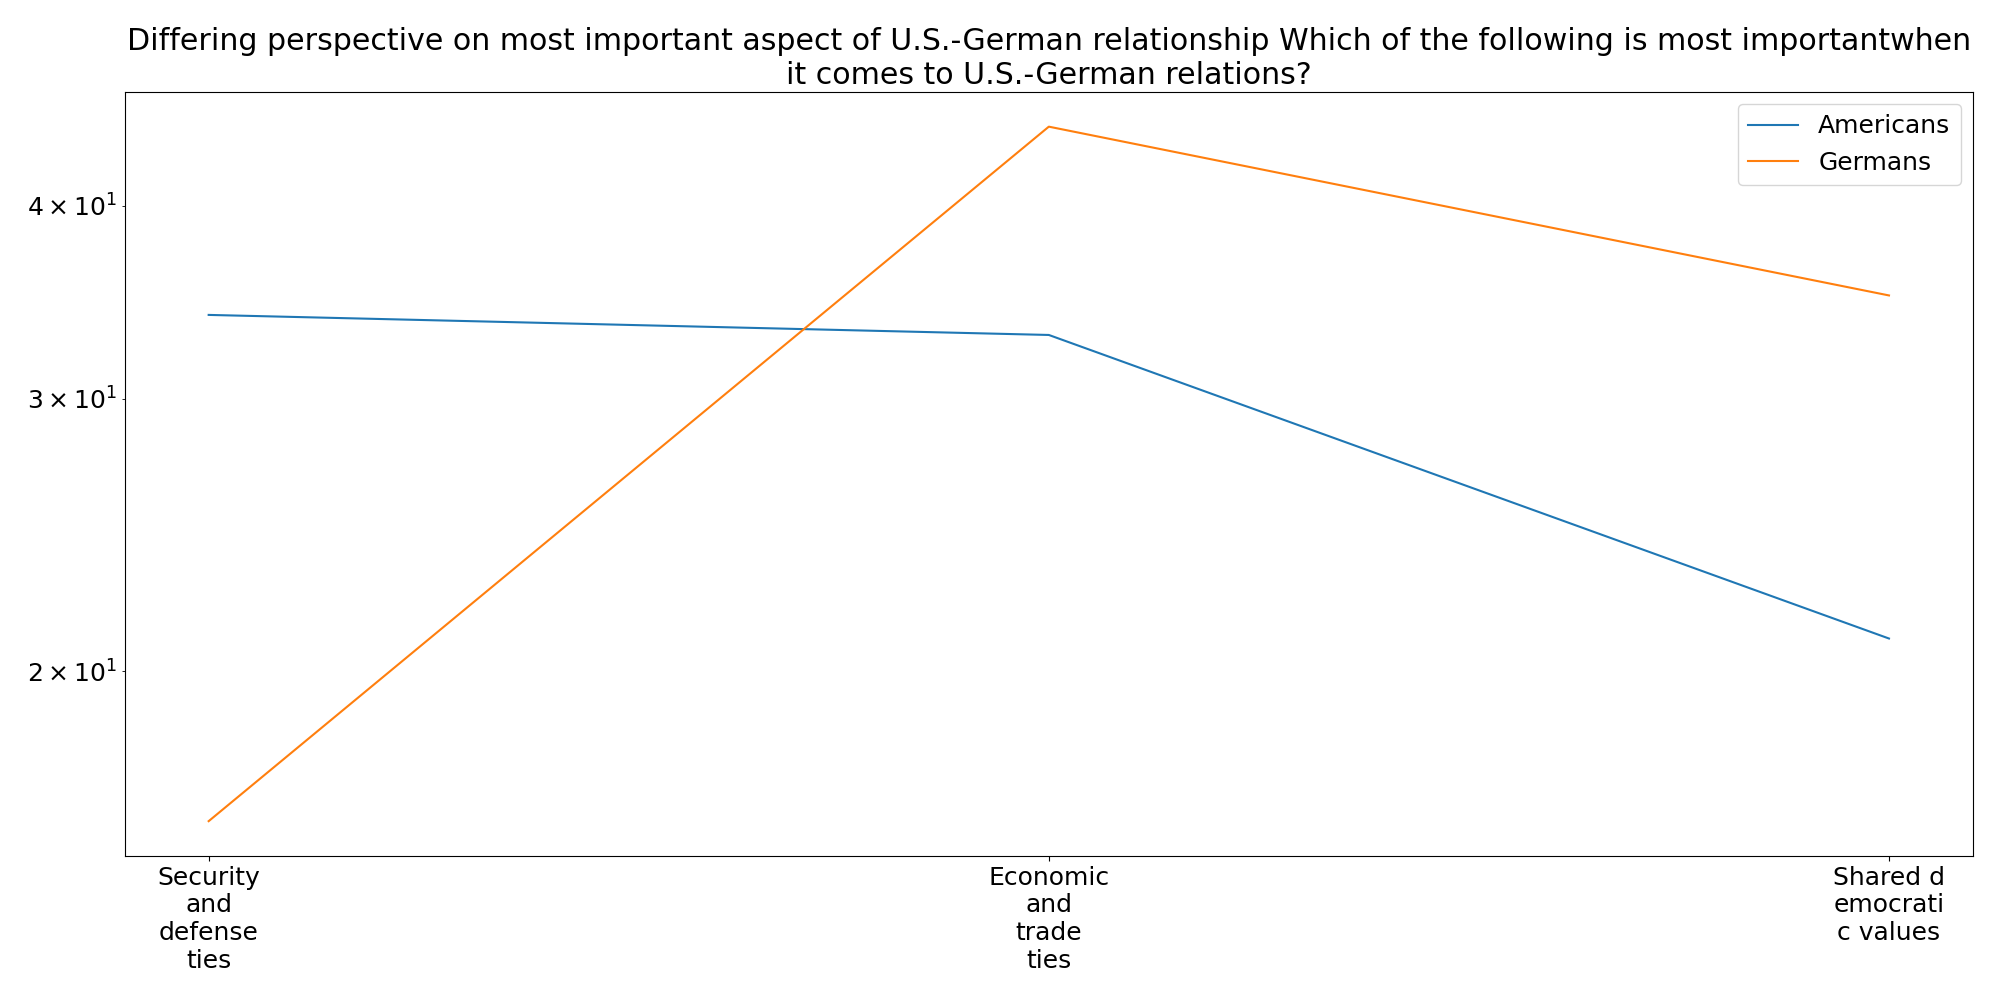 Differing perspective on most important aspect of U.S.-German relationship Which of the following is most importantwhen
it comes to U.S.-German relations?
Americans
Germans
4 × 10¹
3 × 10¹
2 × 10¹
Security
and
defense
ties
Economic
and
trade
ties
Shared d
emocrati
c values